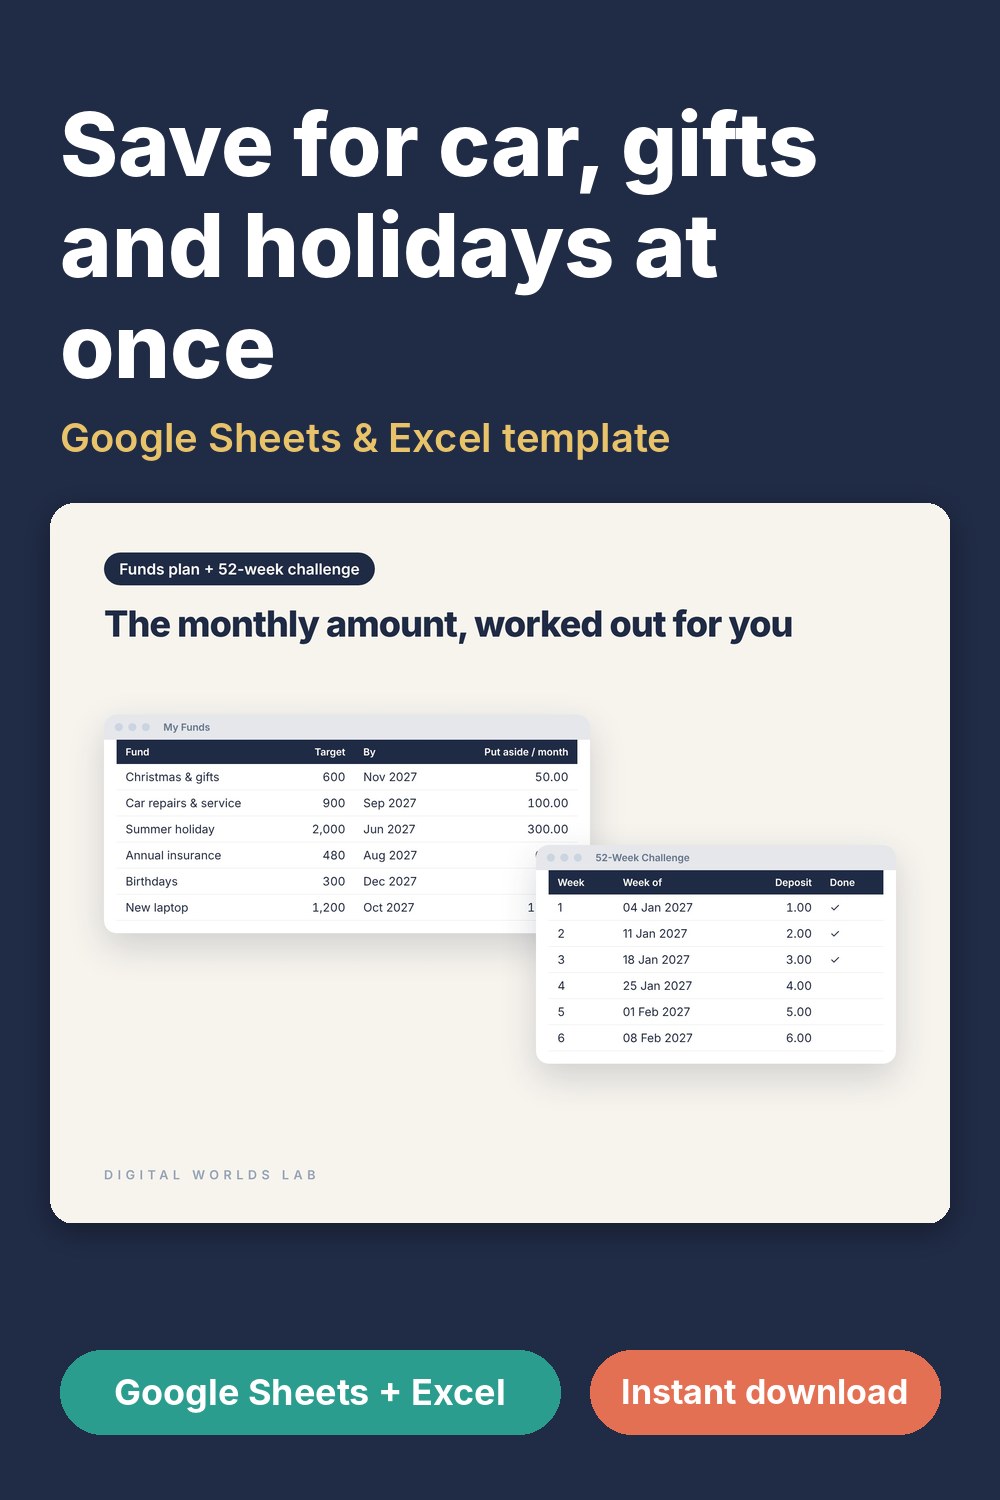 Save for car, gifts
and holidays at
once
Google Sheets & Excel template
Funds plan + 52-week challenge
The monthly amount, worked out for you
My Funds
Fund Target By Put aside / month
Christmas & gifts 600 Nov 2027 50.00
Car repairs & service 900 Sep 2027 100.00
Summer holiday 2,000 Jun 2027 300.00
Annual insurance 480 Aug 2027
Birthdays 300 Dec 2027
New laptop 1,200 Oct 2027
52-Week Challenge
Week Week of Deposit Done
1 04 Jan 2027 1.00 ✓
2 11 Jan 2027 2.00 ✓
3 18 Jan 2027 3.00 ✓
4 25 Jan 2027 4.00
5 01 Feb 2027 5.00
6 08 Feb 2027 6.00
DIGITAL WORLDS LAB
Google Sheets + Excel
Instant download